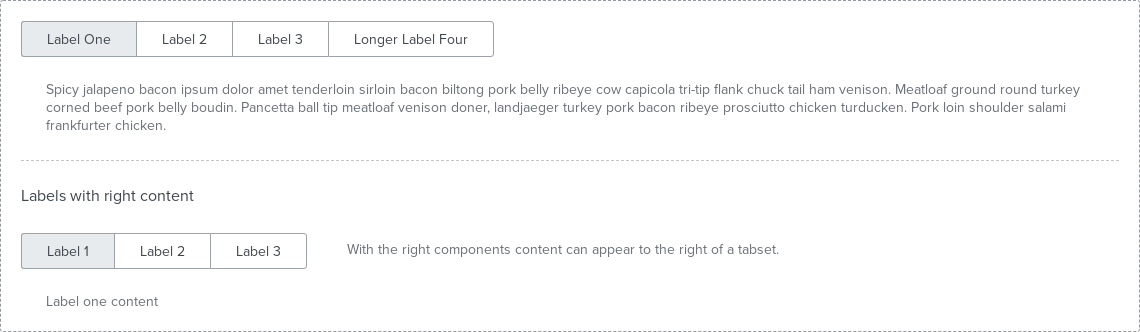 Label One Label 2 Label 3 Longer Label Four
Spicy jalapeno bacon ipsum dolor amet tenderloin sirloin bacon biltong pork belly ribeye cow capicola tri-tip flank chuck tail ham venison. Meatloaf ground round turkey
corned beef pork belly boudin. Pancetta ball tip meatloaf venison doner, landjaeger turkey pork bacon ribeye prosciutto chicken turducken. Pork loin shoulder salami
frankfurter chicken.
Labels with right content
Label 1 Label 2 Label 3 With the right components content can appear to the right of a tabset.
Label one content